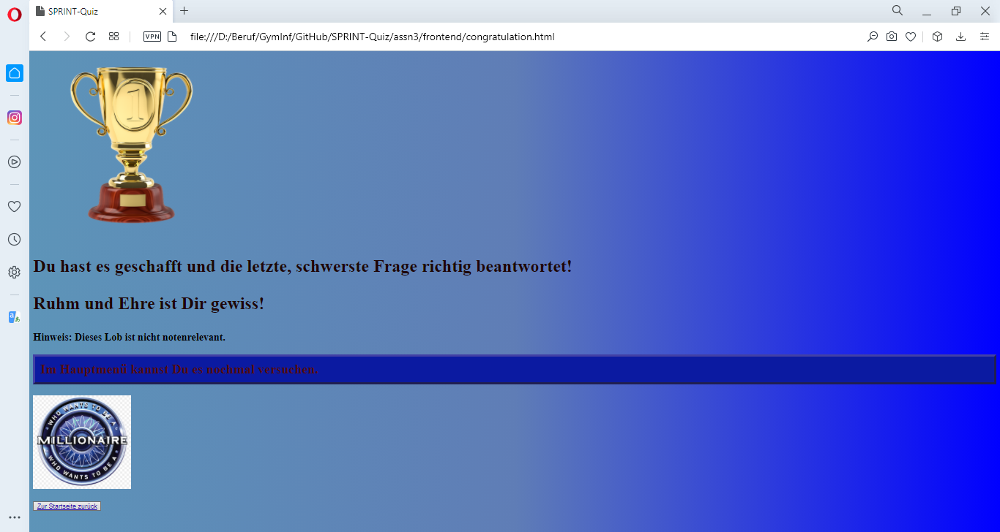 SPRINT-Quiz
VPN
file:///D:/Beruf/GymInf/GitHub/SPRINT-Quiz/assn3/frontend/congratulation.html
1
Du hast es geschafft und die letzte, schwerste Frage richtig beantwortet!
Ruhm und Ehre ist Dir gewiss!
Hinweis: Dieses Lob ist nicht notenrelevant.
Im Hauptmenü kannst Du es nochmal versuchen.
WHO WANTS TO BE A
MILLIONAIRE
WHO WANTS TO BE A
Zur Startseite zurück